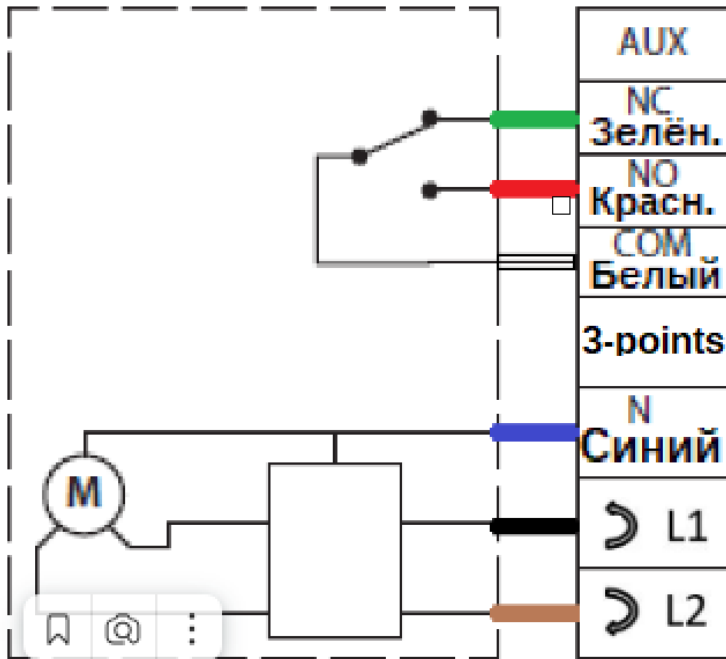 AUX
NC
Зелён.
NO
Красн.
COM
Белый
3-points
N
Синий
M
L1
L2